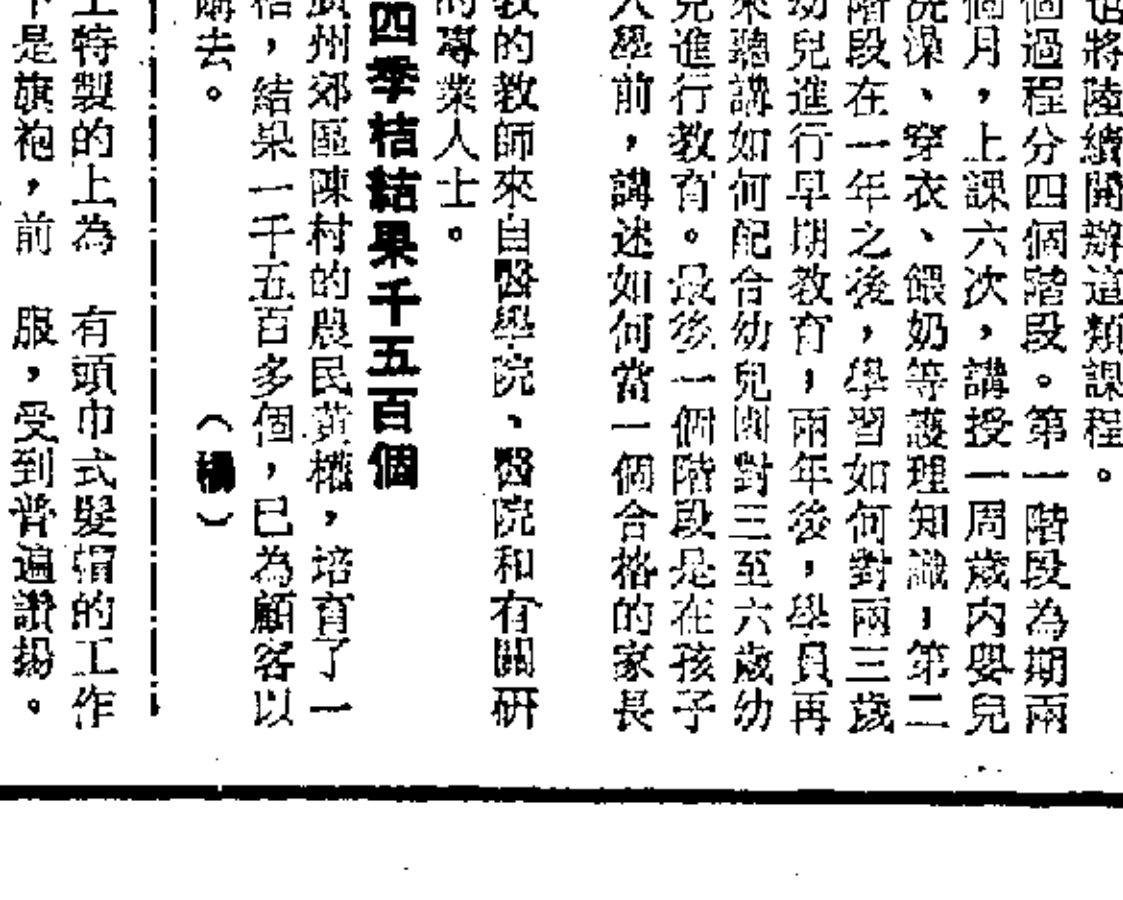 將陸續開辦這類課程。
個過程分四個階段。第一階段為期兩
個月，上課六次，講授一周歲内嬰兒
洗澡、穿衣、餵奶等護理知識；第二
階段在一年之後，學習如何對兩三歲
幼兒進行早期教育；兩年後，學員再
來聽講如何配合幼兒園對三至六歲幼
兒進行教育。最後一個階段是在孩子
入學前，講述如何當一個合格的家長
教的教師來自醫學院、醫院和有關研
的專業人士。
四季桔結果千五百個
廣州郊區陳村的農民黃權，培育了一
桔，結果一千五百多個，已為顧客以
購去。
（楊）
上特製的上為 有頭巾式髮帽的工作
下是旗袍，前 服，受到普遍讚揚。